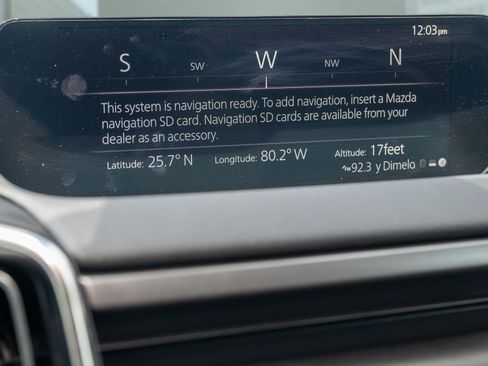 12:03pm
S SW W NW N
This system is navigation ready. To add navigation, insert a Mazda
navigation SD card. Navigation SD cards are available from your
dealer as an accessory.
Latitude: 25.7° N Longitude: 80.2° W Altitude: 17feet
92.3 y Dimelo